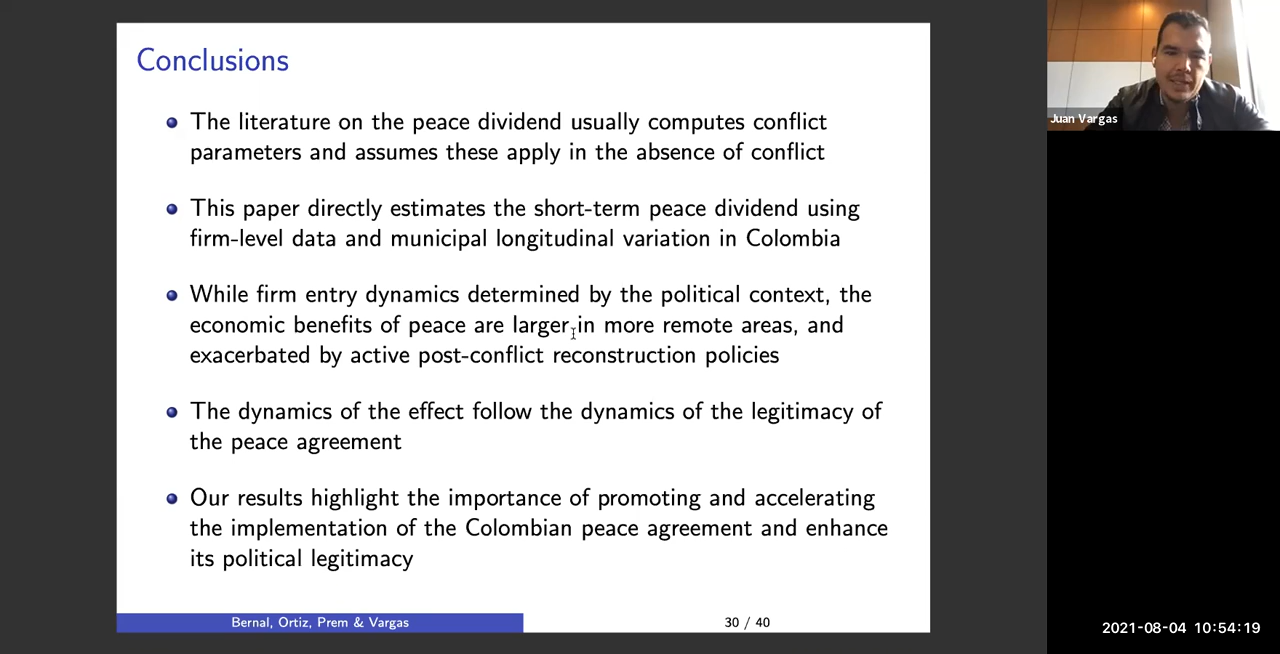 Conclusions
The literature on the peace dividend usually computes conflict
parameters and assumes these apply in the absence of conflict
This paper directly estimates the short-term peace dividend using
firm-level data and municipal longitudinal variation in Colombia
While firm entry dynamics determined by the political context, the
economic benefits of peace are larger in more remote areas, and
exacerbated by active post-conflict reconstruction policies
The dynamics of the effect follow the dynamics of the legitimacy of
the peace agreement
Our results highlight the importance of promoting and accelerating
the implementation of the Colombian peace agreement and enhance
its political legitimacy
Bernal, Ortiz, Prem & Vargas
30 / 40
Juan Vargas
2021-08-04 10:54:19